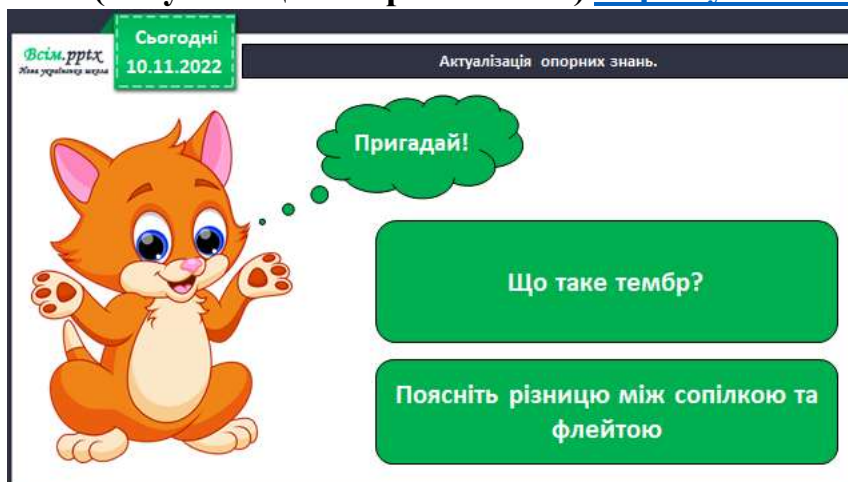 Всім.pptx
Нова українська школа
Сьогодні
10.11.2022
Актуалізація опорних знань.
Пригадай!
Що таке тембр?
Поясніть різницю між сопілкою та
флейтою